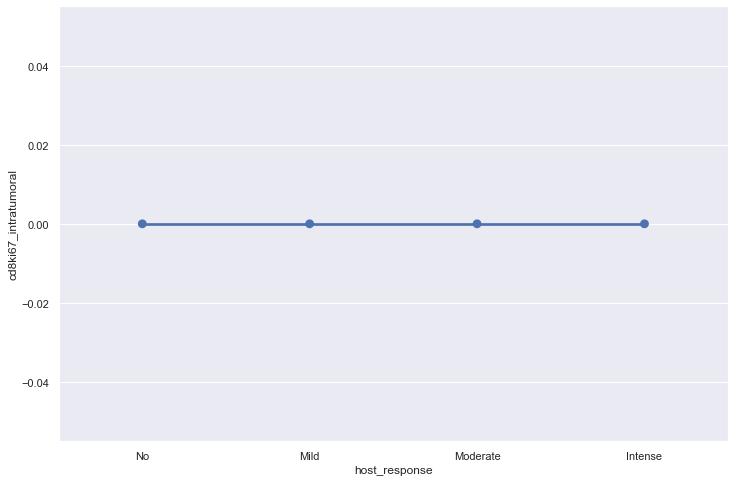 0.04
0.02
0.00
−0.02
−0.04
cd8ki67_intratumoral
No Mild Moderate Intense
host_response